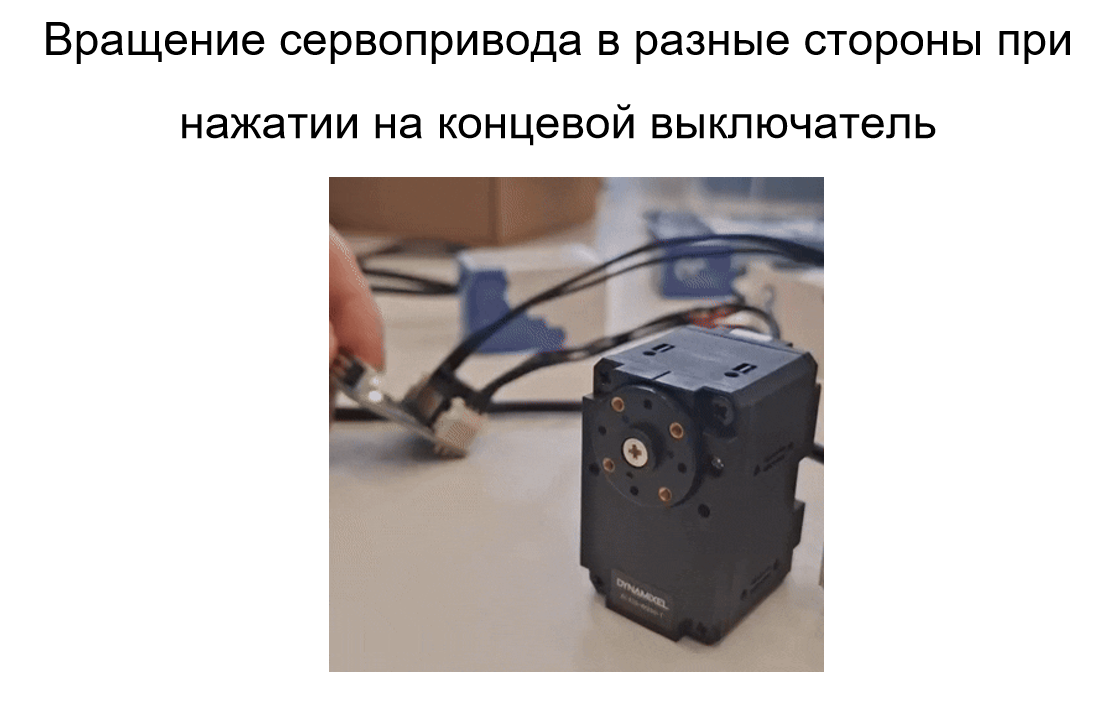 Вращение сервопривода в разные стороны при
нажатии на концевой выключатель
DYNAMIXEL